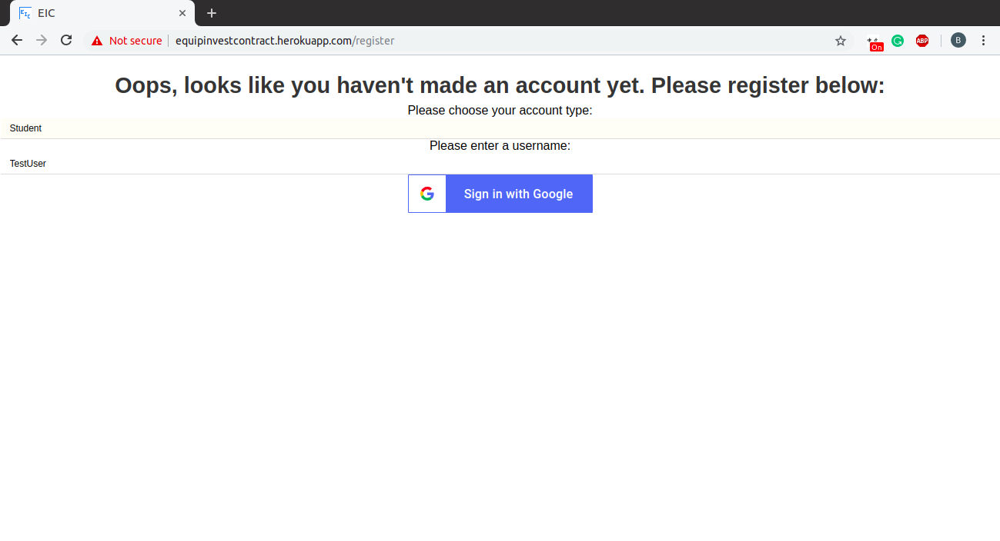 EIC EIC
Not secure equipinvestcontract.herokuapp.com/register On ABP B
Oops, looks like you haven't made an account yet. Please register below:
Please choose your account type:
Student
Please enter a username:
TestUser
G Sign in with Google